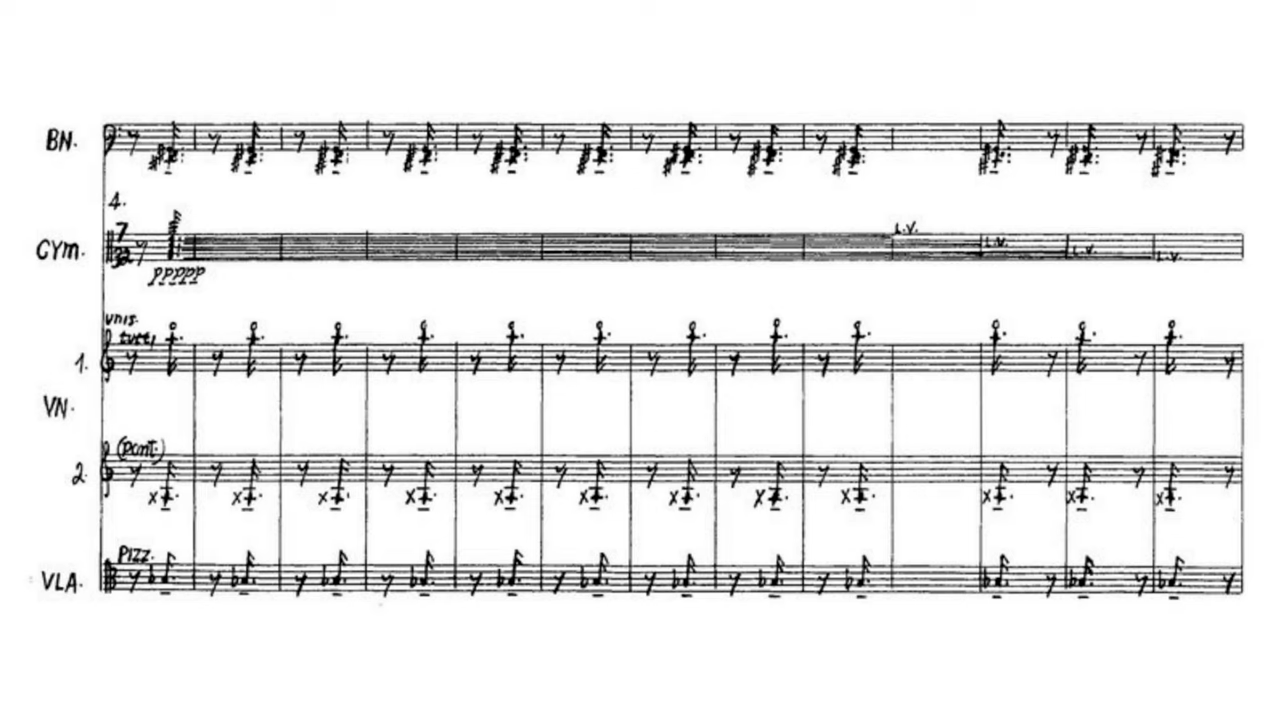 BN.
4.
7
32
CYM.
L.V.
L.V.
L.V.
L.V.
PPPPP
unis.
tutti
1.
VN.
(pont.)
2.
PIZZ.
VLA.